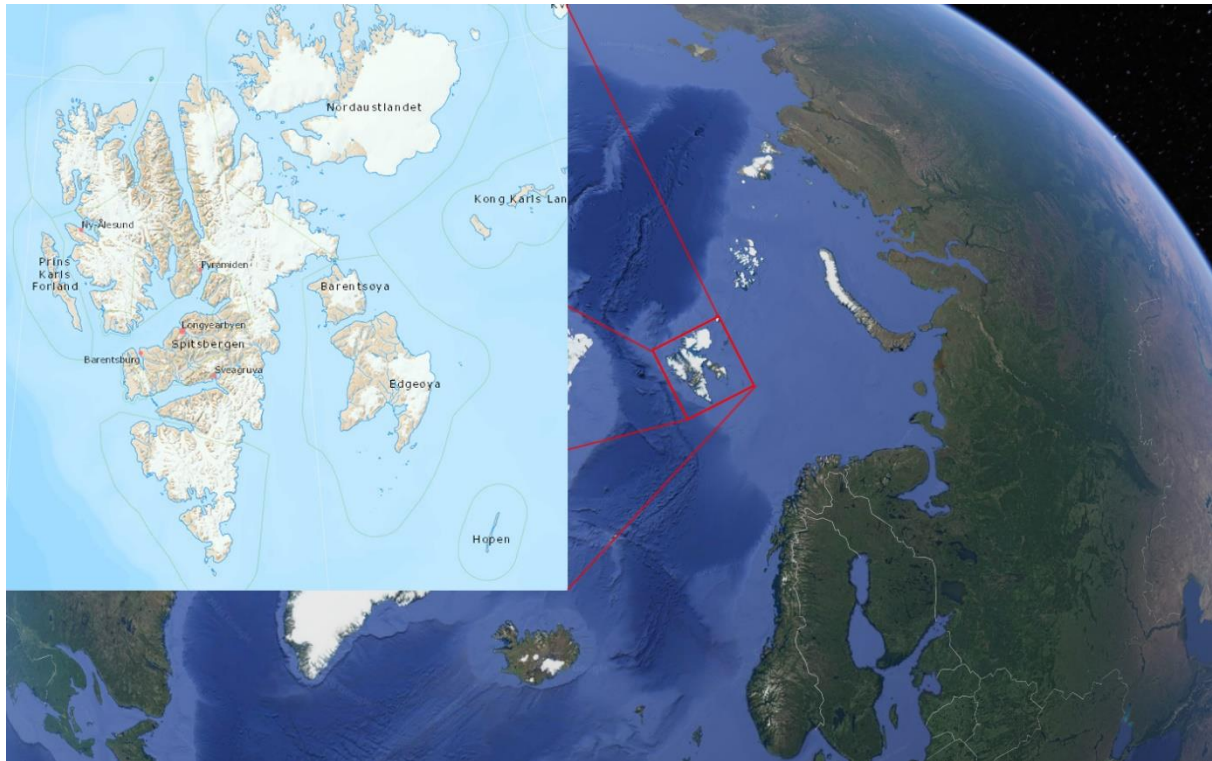 Nordaustlandet
Kong Karls Lan
Ny-Ålesund
Prins
Karls
Forland
Pyramiden
Barentsøya
Longyearbyen
Spitsbergen
Barentsburg
Sveagruva
Edgeøya
Hopen